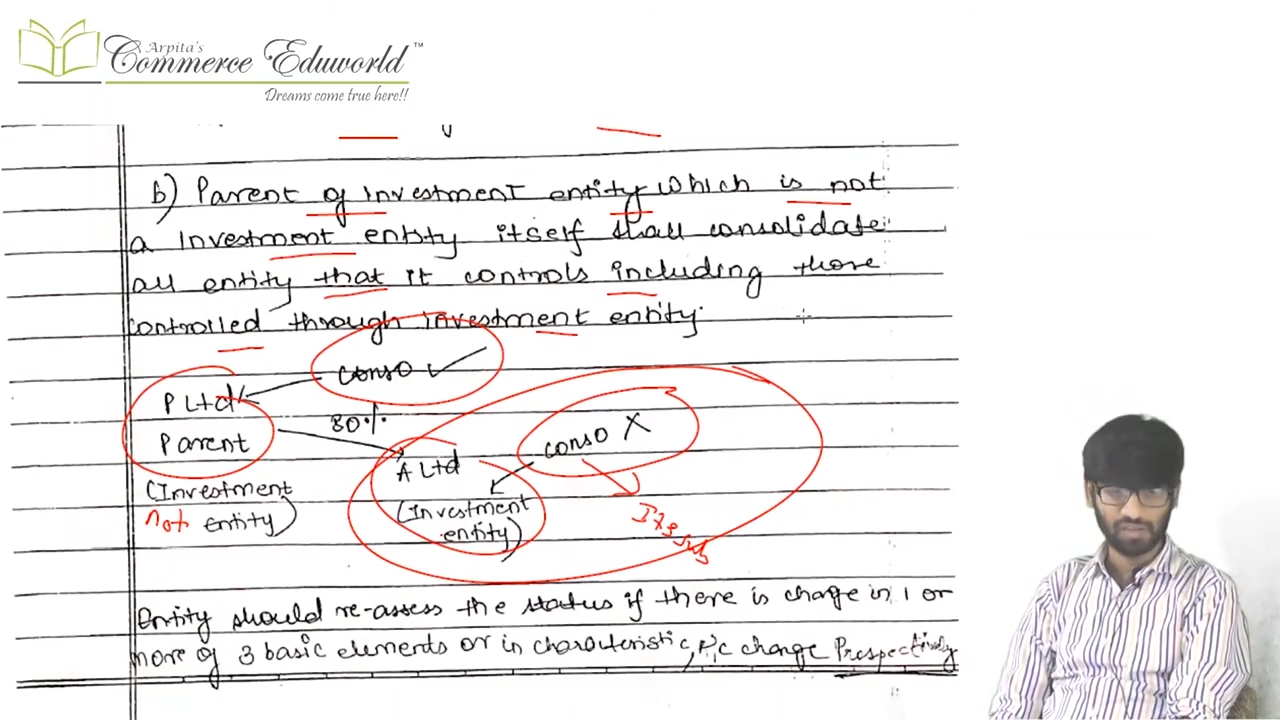 Arpita's
Commerce Eduworld™
Dreams come true here!!
b) Parent of investment entity which is not
a investment entity itself shall consolidate
all entity that it controls including those
controlled through investment entity.
conso ✓
P Ltd
80%
Parent
conso X
A Ltd
(Investment
not entity)
(Investment
entity)
Its sub
Entity should re-assess the status if there is change in 1 or
more of 3 basic elements or in characteristic, change Prospectively